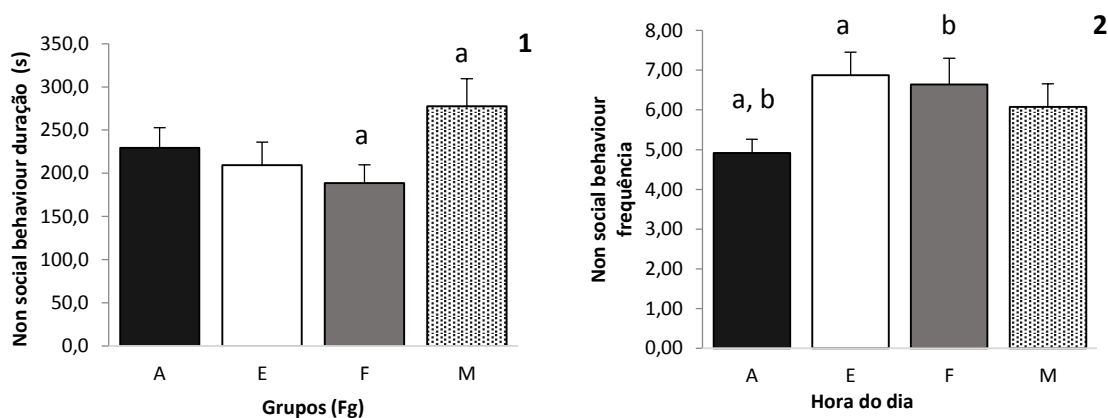 1
Non social behaviour duração (s)
350,0
300,0
250,0
200,0
150,0
100,0
50,0
0,0
a
a
A E F M
Grupos (Fg)
2
Non social behaviour
frequência
8,00
7,00
6,00
5,00
4,00
3,00
2,00
1,00
0,00
a, b
a
b
A E F M
Hora do dia